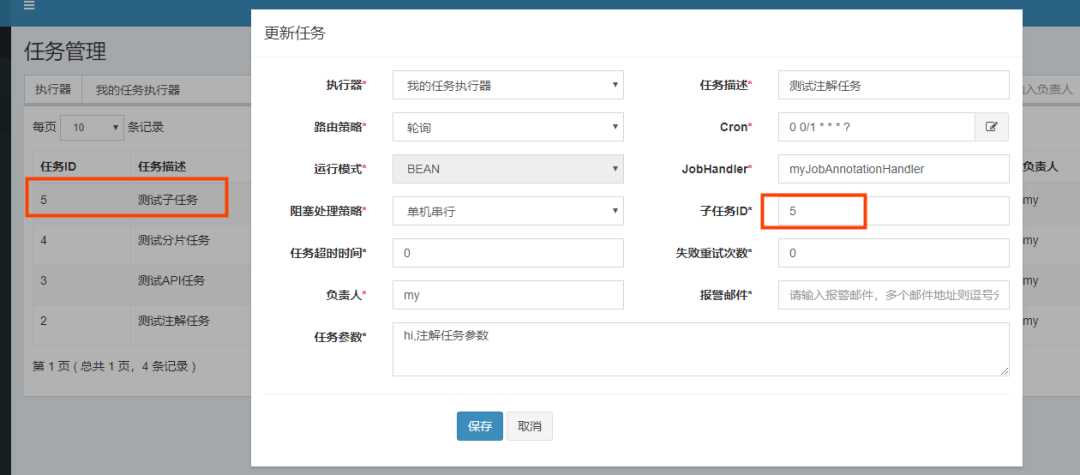 任务管理
执行器 我的任务执行器
入负责人
每页 10 条记录
任务ID 任务描述 负责人
5 测试子任务 my
4 测试分片任务 my
3 测试API任务 my
2 测试注解任务 my
第 1 页 ( 总共 1 页，4 条记录 )
更新任务
执行器* 我的任务执行器 任务描述* 测试注解任务
路由策略* 轮询 Cron* 0 0/1 * * * ?
运行模式* BEAN JobHandler* myJobAnnotationHandler
阻塞处理策略* 单机串行 子任务ID* 5
任务超时时间* 0 失败重试次数* 0
负责人* my 报警邮件* 请输入报警邮件，多个邮件地址则逗号分
任务参数* hi,注解任务参数
保存 取消